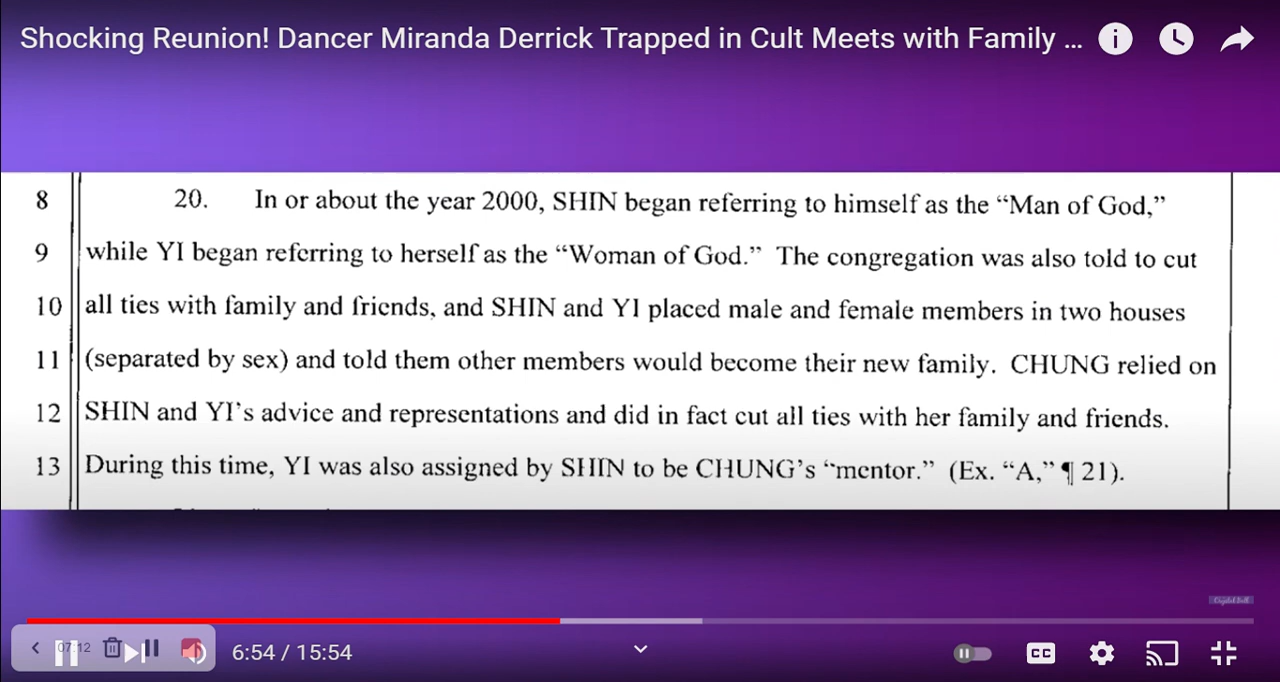 Shocking Reunion! Dancer Miranda Derrick Trapped in Cult Meets with Family ...
8 20. In or about the year 2000, SHIN began referring to himself as the “Man of God,”
9 while YI began referring to herself as the “Woman of God.” The congregation was also told to cut
10 all ties with family and friends, and SHIN and YI placed male and female members in two houses
11 (separated by sex) and told them other members would become their new family. CHUNG relied on
12 SHIN and YI’s advice and representations and did in fact cut all ties with her family and friends.
13 During this time, YI was also assigned by SHIN to be CHUNG’s “mentor.” (Ex. “A,” ¶ 21).
07:12 6:54 / 15:54 CC